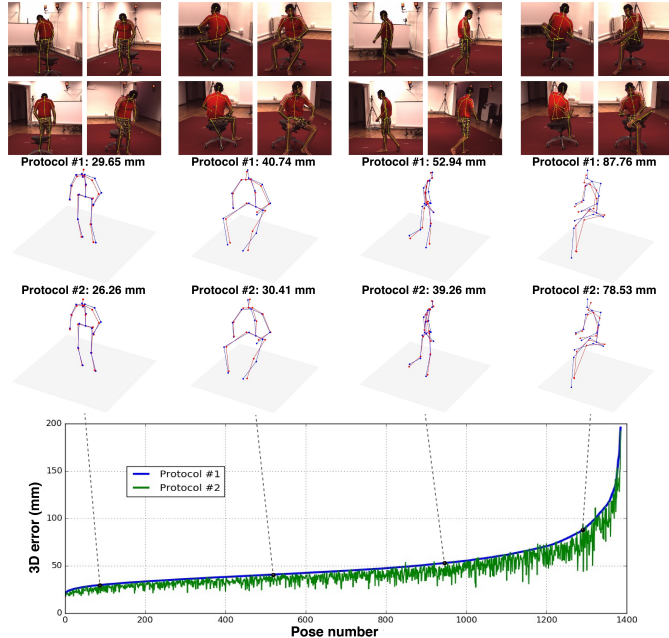 Protocol #1: 29.65 mm Protocol #1: 40.74 mm Protocol #1: 52.94 mm Protocol #1: 87.76 mm
Protocol #2: 26.26 mm Protocol #2: 30.41 mm Protocol #2: 39.26 mm Protocol #2: 78.53 mm
200
150
100
50
0
3D error (mm)
Protocol #1
Protocol #2
0 200 400 600 800 1000 1200 1400
Pose number